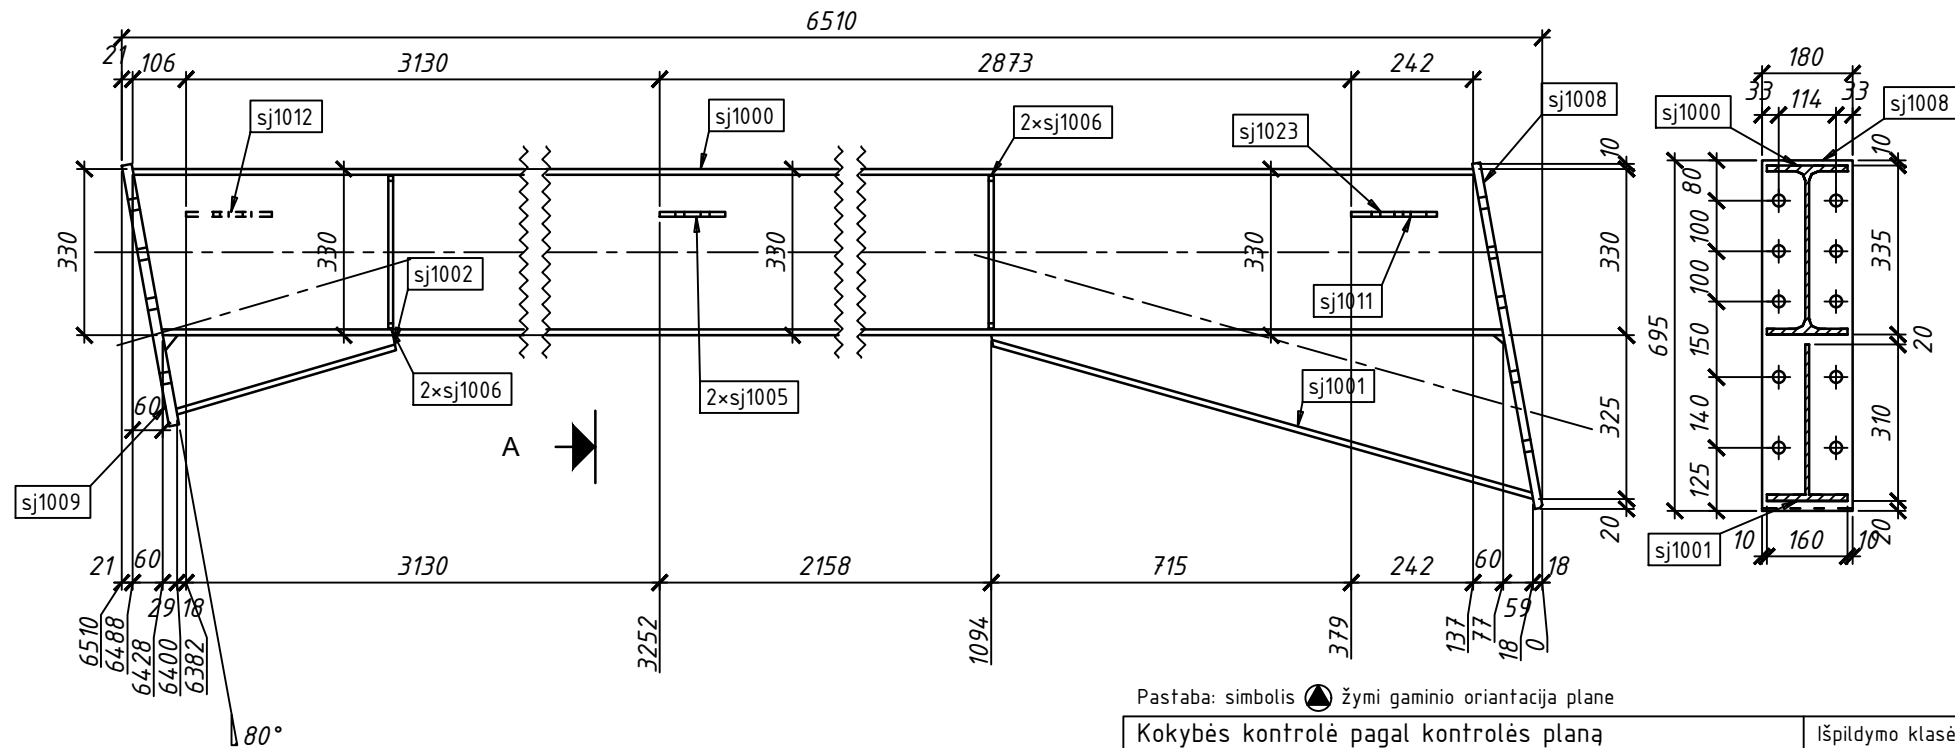 6510
21 106 3130 2873 242
sj1012
sj1000
2×sj1006
sj1023
sj1008
10
330
330
330
330
330
sj1002
sj1011
60
2×sj1006
2×sj1005
sj1001
325
A
sj1009
20
21 60 3130 2158 715 242 60 18
29 18 59
6510
6488
6428
6400
6382
3252
1094
379
137
77
18
0
80°
180
33 114 33
sj1000
sj1008
10
80
100
100
150
140
125
695
335
20
310
20
sj1001
10 160 10
Pastaba: simbolis žymi gaminio oriantacija plane
Kokybės kontrolė pagal kontrolės planą
Išpildymo klasė